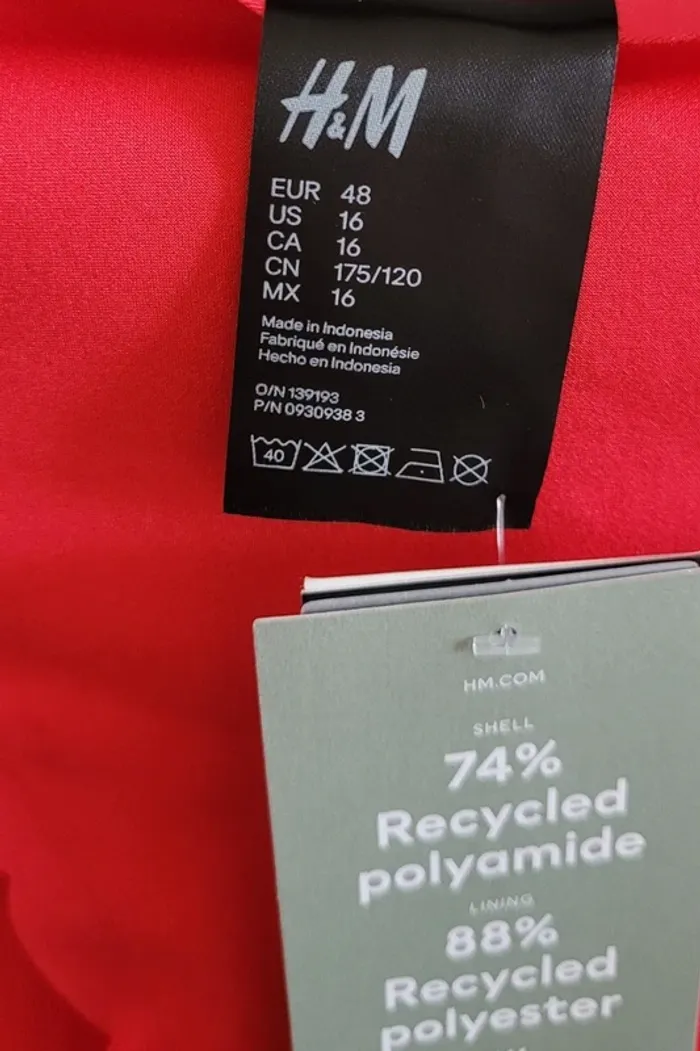 H&M
EUR 48
US 16
CA 16
CN 175/120
MX 16
Made in Indonesia
Fabriqué en Indonésie
Hecho en Indonesia
O/N 139193
P/N 0930938 3
40
HM.COM
SHELL
74%
Recycled
polyamide
LINING
88%
Recycled
polyester